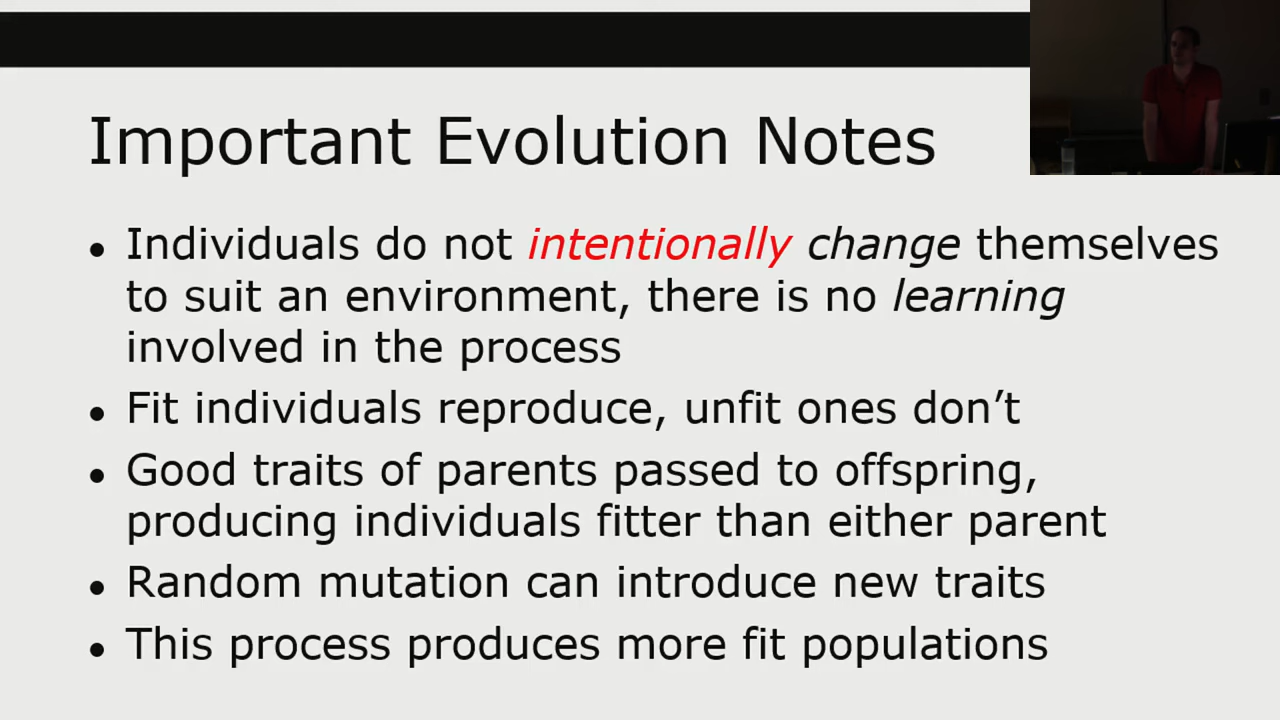 Important Evolution Notes
• Individuals do not intentionally change themselves
to suit an environment, there is no learning
involved in the process
• Fit individuals reproduce, unfit ones don’t
• Good traits of parents passed to offspring,
producing individuals fitter than either parent
• Random mutation can introduce new traits
• This process produces more fit populations